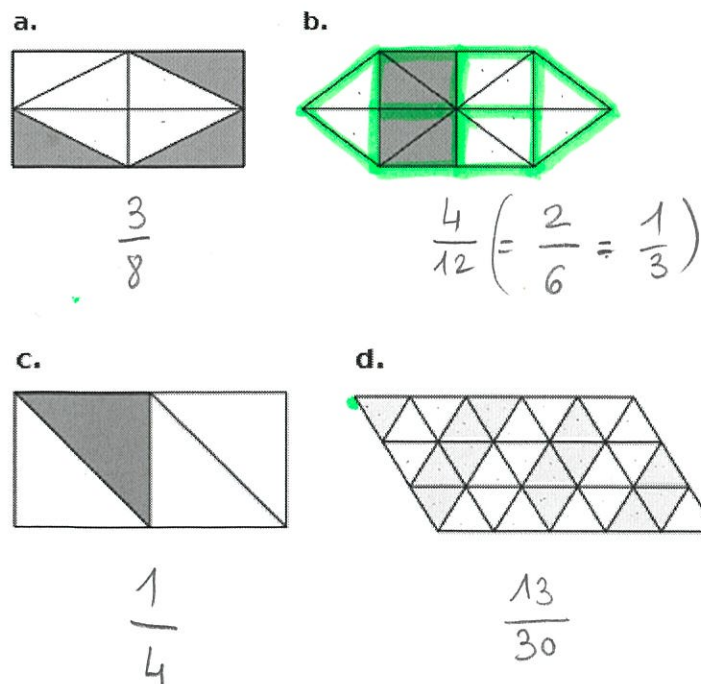 a. b.
3/8
4/12 (= 2/6 = 1/3)
c. d.
1/4
13/30